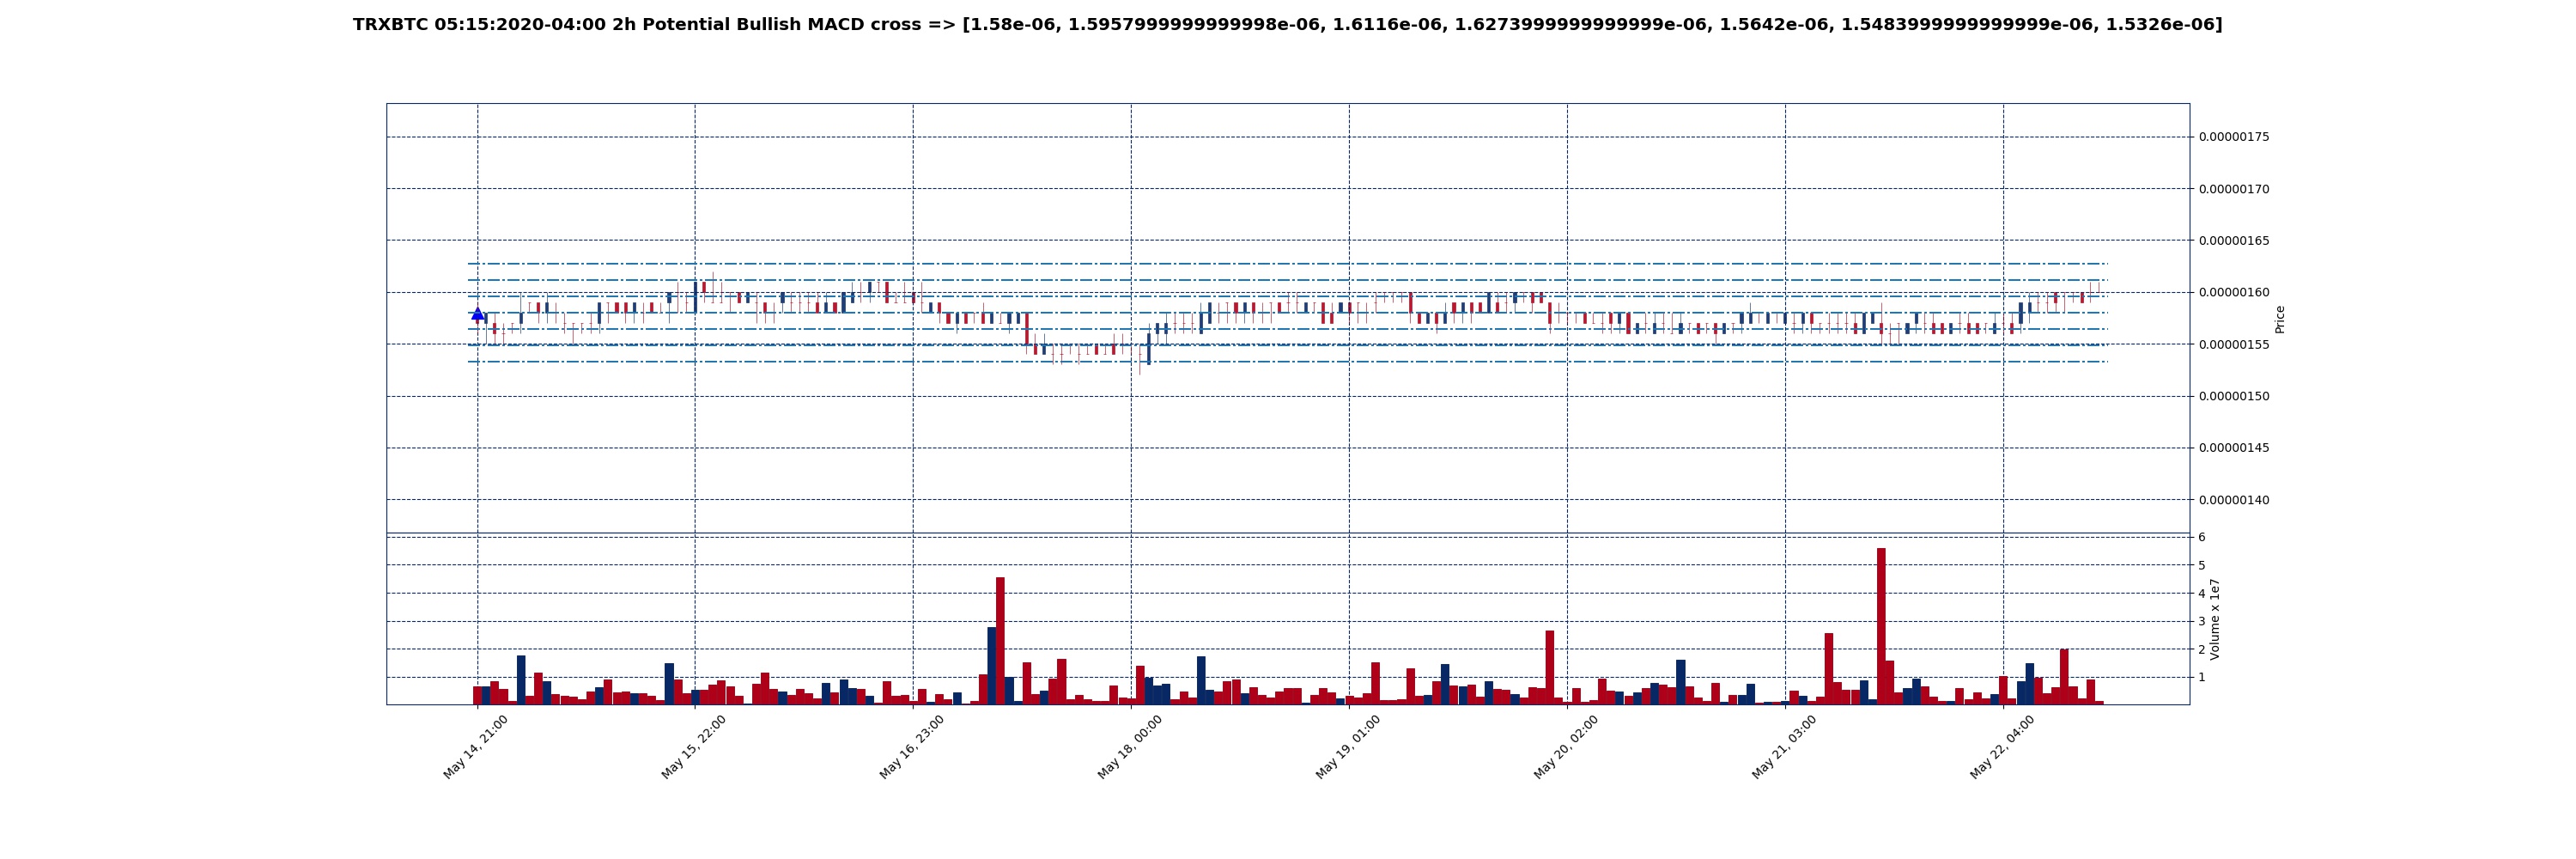 TRXBTC 05:15:2020-04:00 2h Potential Bullish MACD cross => [1.58e-06, 1.5957999999999998e-06, 1.6116e-06, 1.6273999999999999e-06, 1.5642e-06, 1.5483999999999999e-06, 1.5326e-06]
0.00000175
0.00000170
0.00000165
0.00000160
0.00000155
0.00000150
0.00000145
0.00000140
Price
6
5
4
3
2
1
Volume x 1e7
May 14, 21:00
May 15, 22:00
May 16, 23:00
May 18, 00:00
May 19, 01:00
May 20, 02:00
May 21, 03:00
May 22, 04:00